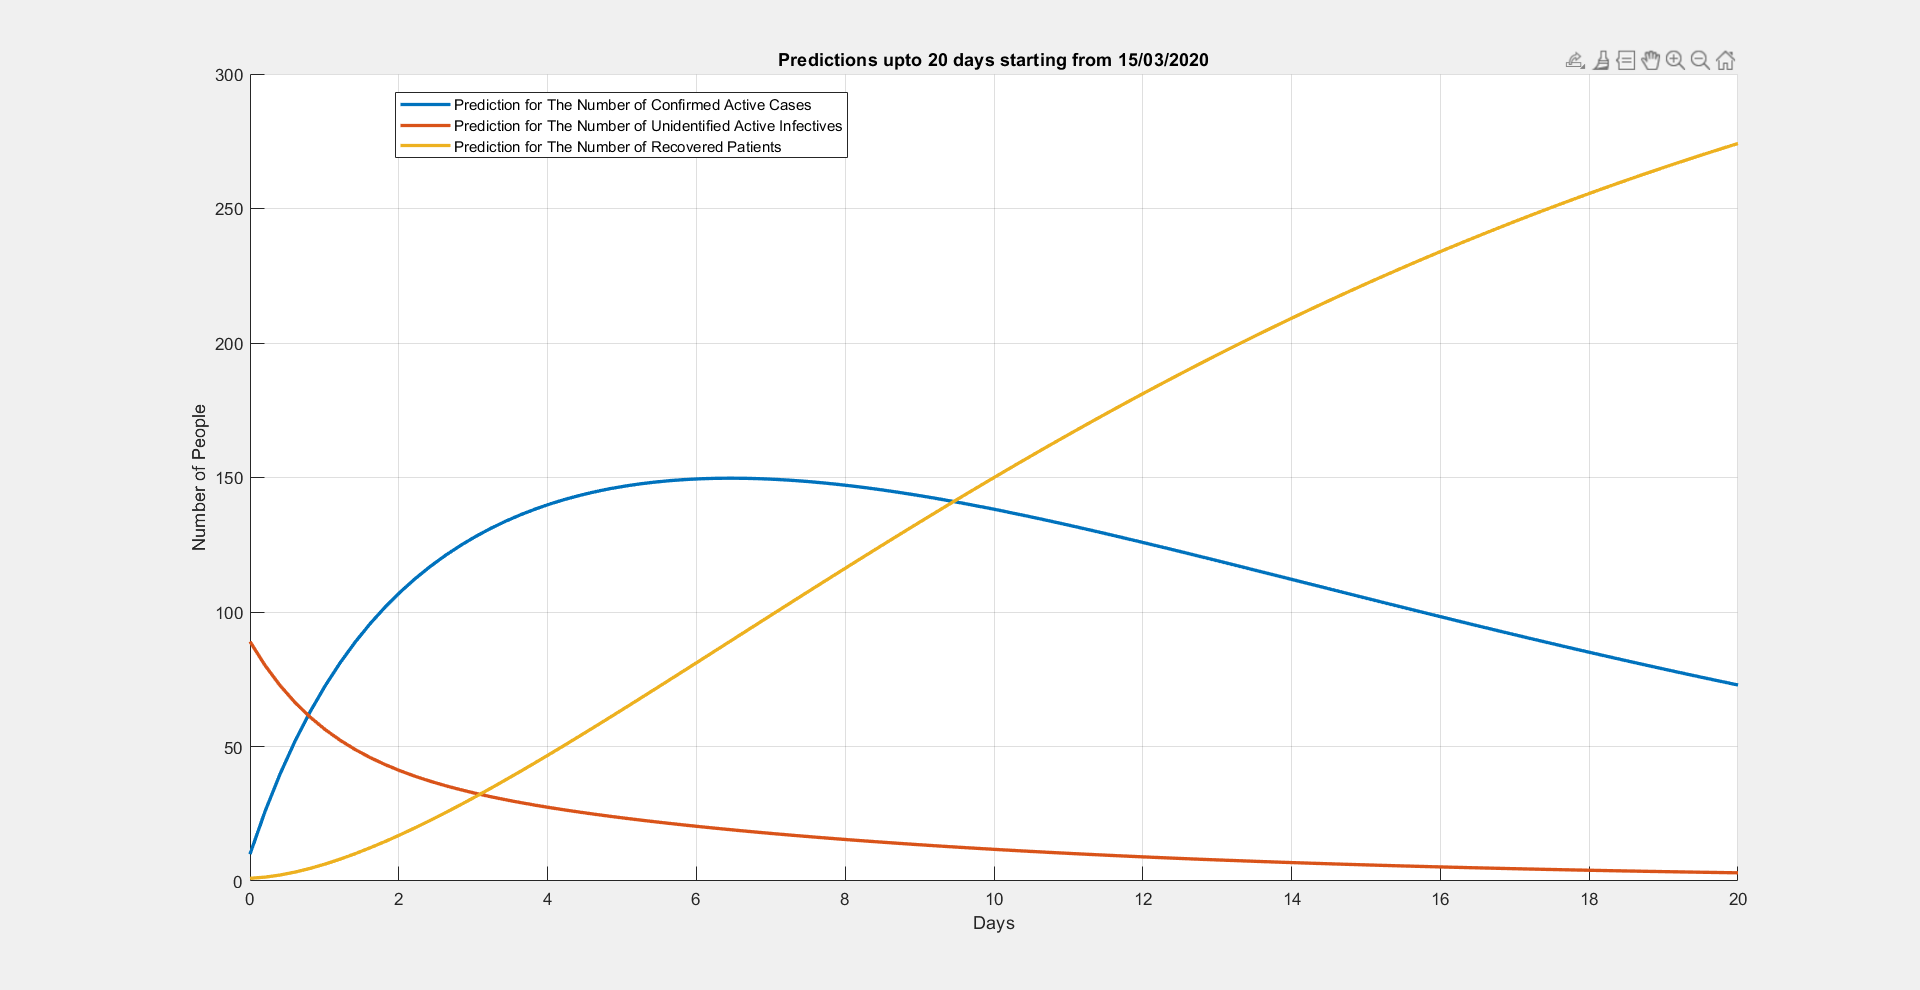 Predictions upto 20 days starting from 15/03/2020
Prediction for The Number of Confirmed Active Cases
Prediction for The Number of Unidentified Active Infectives
Prediction for The Number of Recovered Patients
Number of People
300
250
200
150
100
50
0
0 2 4 6 8 10 12 14 16 18 20
Days